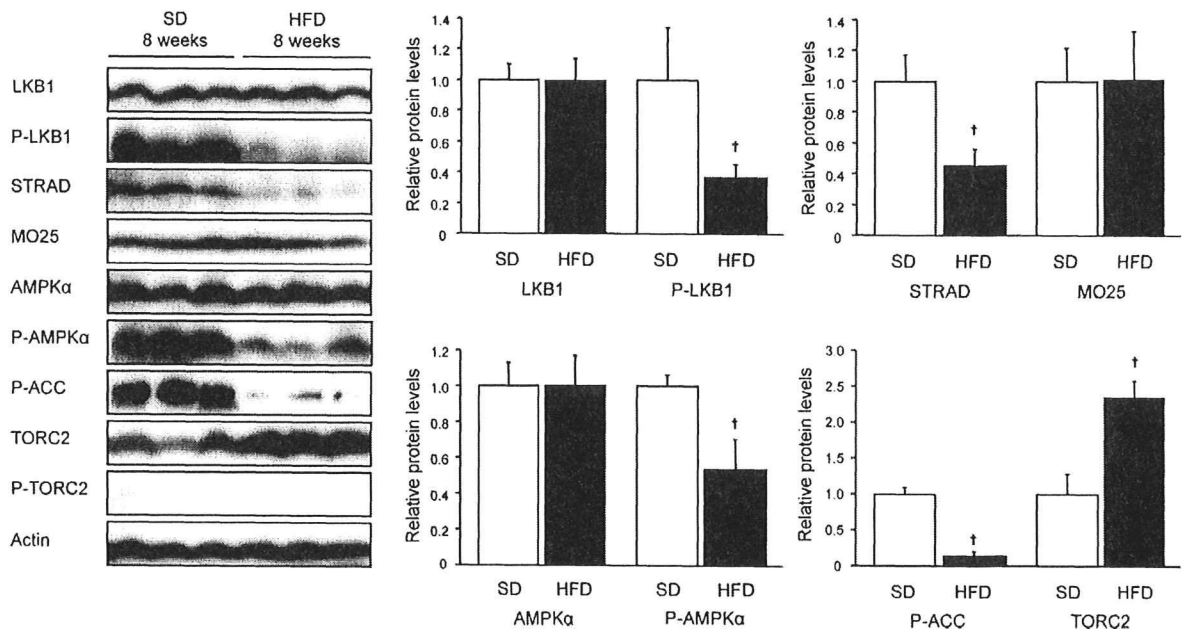 SD HFD
8 weeks 8 weeks
LKB1
P-LKB1
STRAD
MO25
AMPKα
P-AMPKα
P-ACC
TORC2
P-TORC2
Actin
Relative protein levels
1.4
1.2
1.0
0.8
0.6
0.4
0.2
0
†
SD HFD SD HFD
LKB1 P-LKB1
Relative protein levels
1.4
1.2
1.0
0.8
0.6
0.4
0.2
0
†
SD HFD SD HFD
STRAD MO25
Relative protein levels
1.2
1.0
0.8
0.6
0.4
0.2
0
†
SD HFD SD HFD
AMPKα P-AMPKα
Relative protein levels
3.0
2.5
2.0
1.5
1.0
0.5
0
†
†
SD HFD SD HFD
P-ACC TORC2